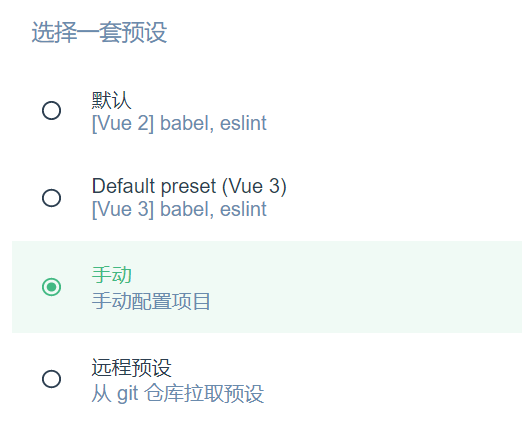 选择一套预设
默认
[Vue 2] babel, eslint
Default preset (Vue 3)
[Vue 3] babel, eslint
手动
手动配置项目
远程预设
从 git 仓库拉取预设